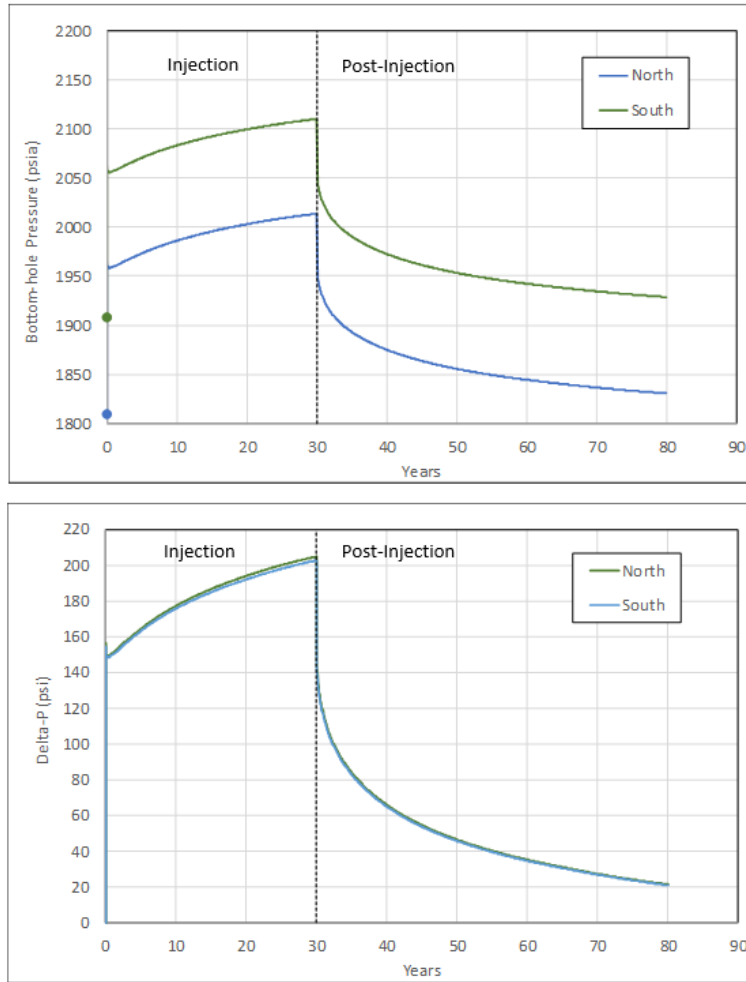 2200
2150
2100
2050
2000
1950
1900
1850
1800
Bottom-hole Pressure (psia)
Injection
Post-Injection
North
South
0 10 20 30 40 50 60 70 80 90
Years
220
200
180
160
140
120
100
80
60
40
20
0
Delta-P (psi)
Injection
Post-Injection
North
South
0 10 20 30 40 50 60 70 80 90
Years